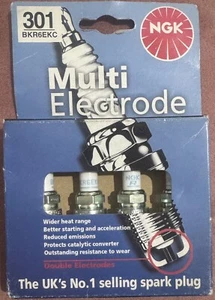 301
BKR6EKC
NGK
Multi
Electrode
Wider heat range
Better starting and acceleration
Reduced emissions
Protects catalytic converter
Outstanding resistance to wear
Double Electrodes
The UK's No.1 selling spark plug